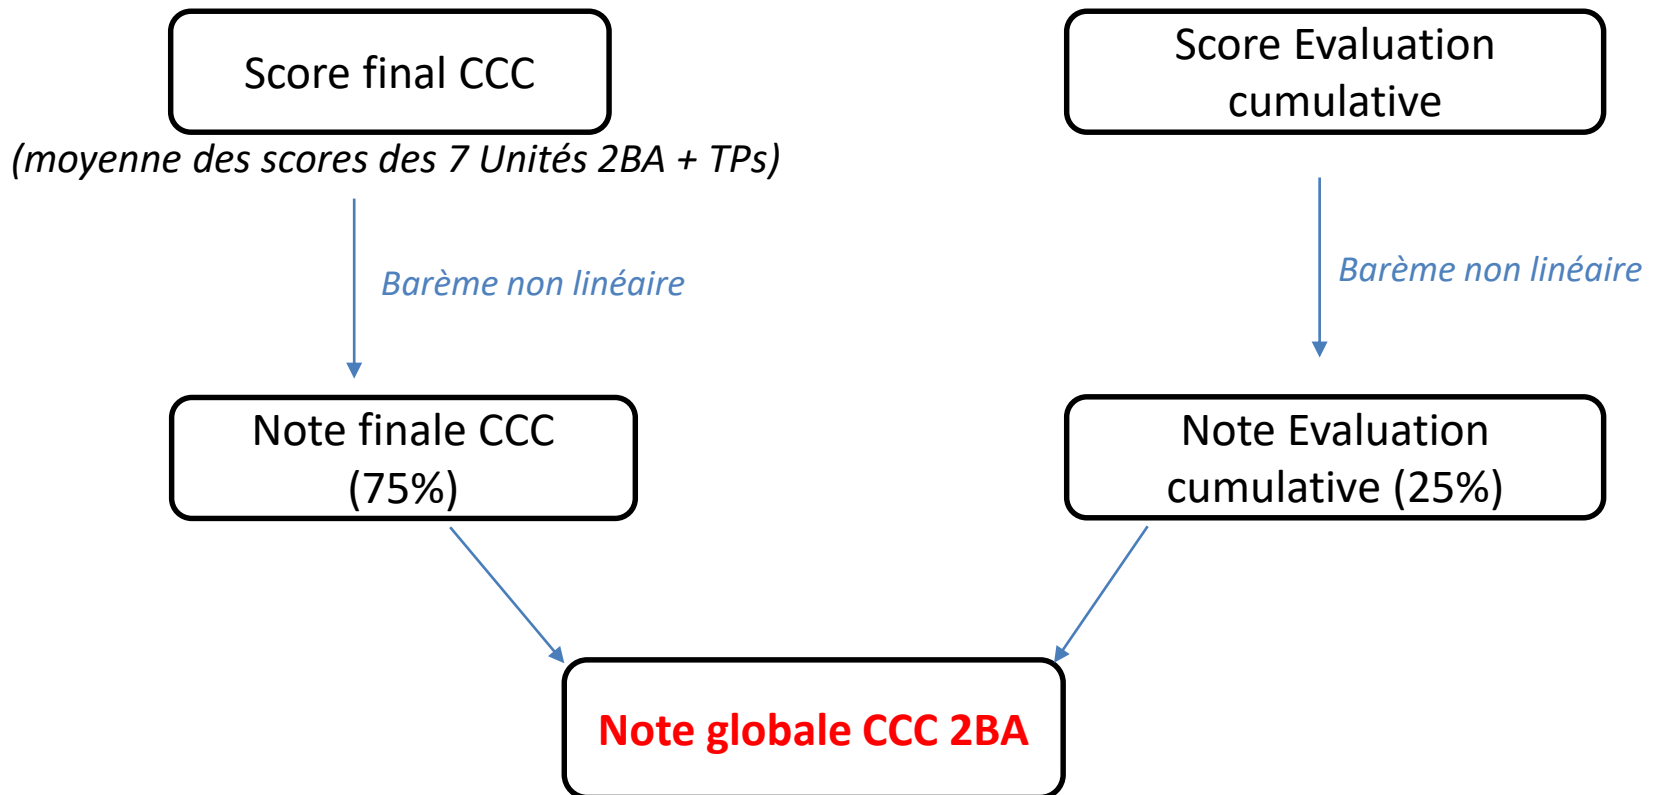 Score final CCC
(moyenne des scores des 7 Unités 2BA + TPs)
Score Evaluation
cumulative
Barème non linéaire
Barème non linéaire
Note finale CCC
(75%)
Note Evaluation
cumulative (25%)
Note globale CCC 2BA